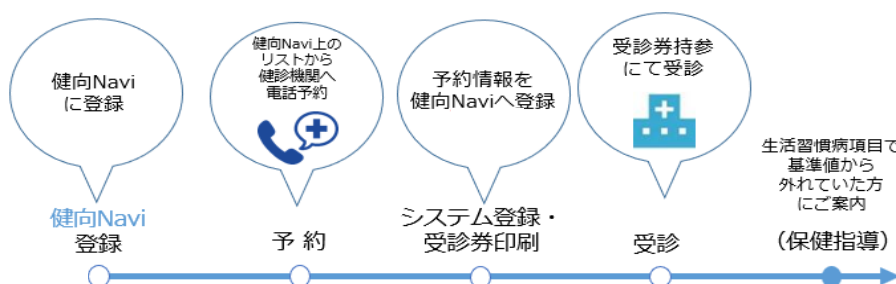 健向Navi
に登録
健向Navi上の
リストから
健診機関へ
電話予約
予約情報を
健向Naviへ登録
受診券持参
にて受診
生活習慣病項目で
基準値から
外れていた方
にご案内
健向Navi
登録
予 約
システム登録・
受診券印刷
受診
（保健指導）